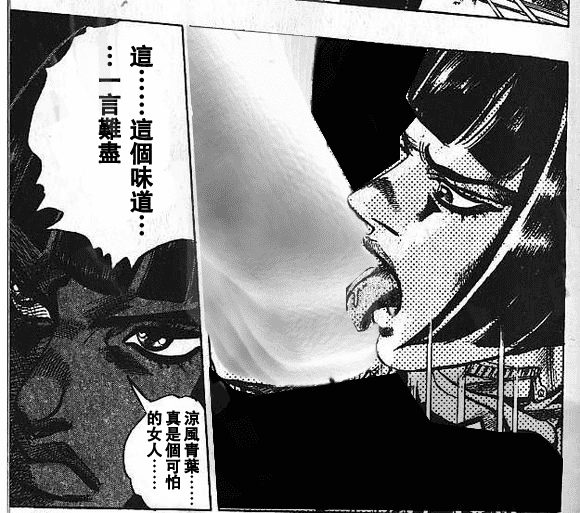 這……這個味道…
…一言難盡
涼風青葉……
真是個可怕
的女人……